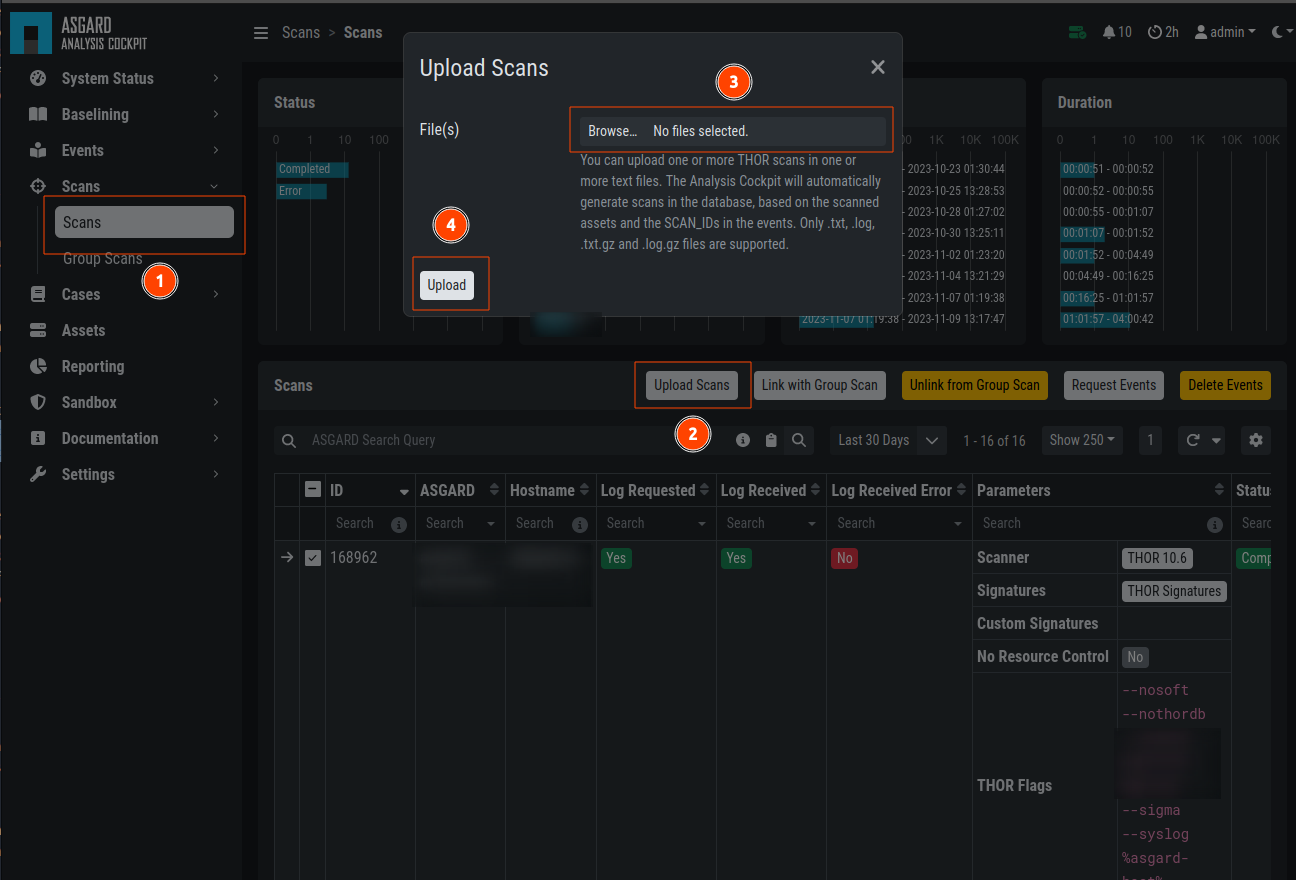 ASGARD
ANALYSIS COCKPIT
System Status
Baselining
Events
Scans
Scans
Group Scans
1
Cases
Assets
Reporting
Sandbox
Documentation
Settings
Scans > Scans
10
2h
admin
Upload Scans
3
File(s)
Browse... No files selected.
You can upload one or more THOR scans in one or
more text files. The Analysis Cockpit will automatically
generate scans in the database, based on the scanned
assets and the SCAN_IDs in the events. Only .txt, .log,
.txt.gz and .log.gz files are supported.
4
Upload
Status
0 1 10 100
Completed
Error
00 1K 10K 100K
- 2023-10-23 01:30:44
- 2023-10-25 13:28:53
- 2023-10-28 01:27:02
- 2023-10-30 13:25:11
- 2023-11-02 01:23:20
- 2023-11-04 13:21:29
- 2023-11-07 01:19:38
2023-11-07 01:19:38 - 2023-11-09 13:17:47
Duration
0 1 10 100 1K 10K 100K
00:00:51 - 00:00:52
00:00:52 - 00:00:55
00:00:55 - 00:01:07
00:01:07 - 00:01:52
00:01:52 - 00:04:49
00:04:49 - 00:16:25
00:16:25 - 01:01:57
01:01:57 - 04:00:42
Scans
Upload Scans
Link with Group Scan
Unlink from Group Scan
Request Events
Delete Events
2
ASGARD Search Query
Last 30 Days
1 - 16 of 16
Show 250
1
ID ASGARD Hostname Log Requested Log Received Log Received Error Parameters Statu
Search Search Search Search Search Search Search Searc
168962 Yes Yes No
Scanner THOR 10.6 Comp
Signatures THOR Signatures
Custom Signatures
No Resource Control No
--nosoft
--nothordb
THOR Flags
--sigma
--syslog
%asgard-